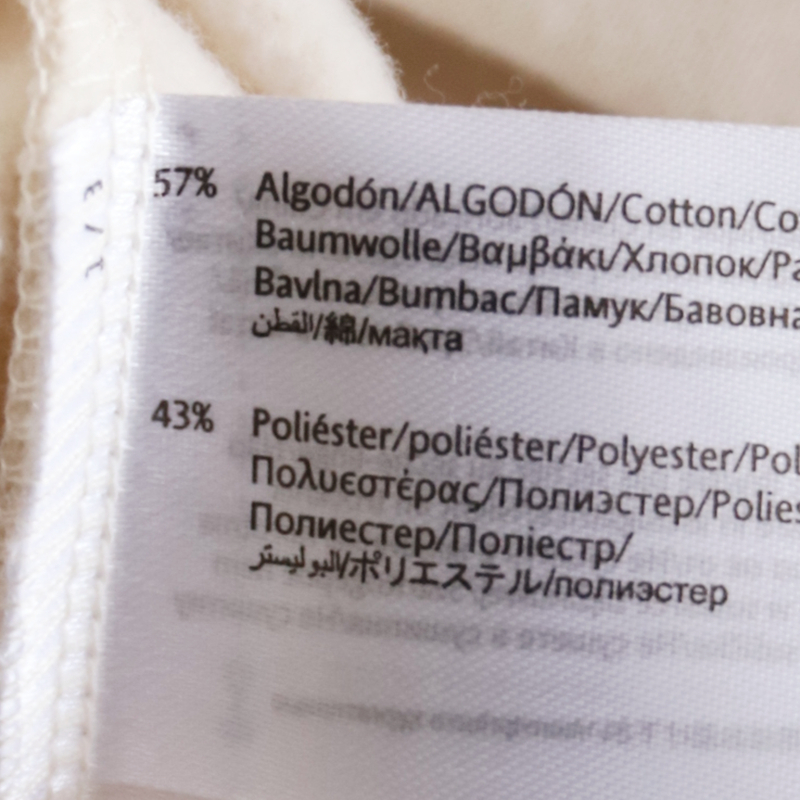 57% Algodón/ALGODÓN/Cotton/Co
Baumwolle/Βαμβάκι/Хлопок/Pa
Bavlna/Bumbac/Памук/Бавовна
القطن/綿/мақта
43% Poliéster/poliéster/Polyester/Pol
Πολυεστέρας/Полиэстер/Polies
Полиестер/Поліестр/
البوليستر/ポリエステル/полиэстер